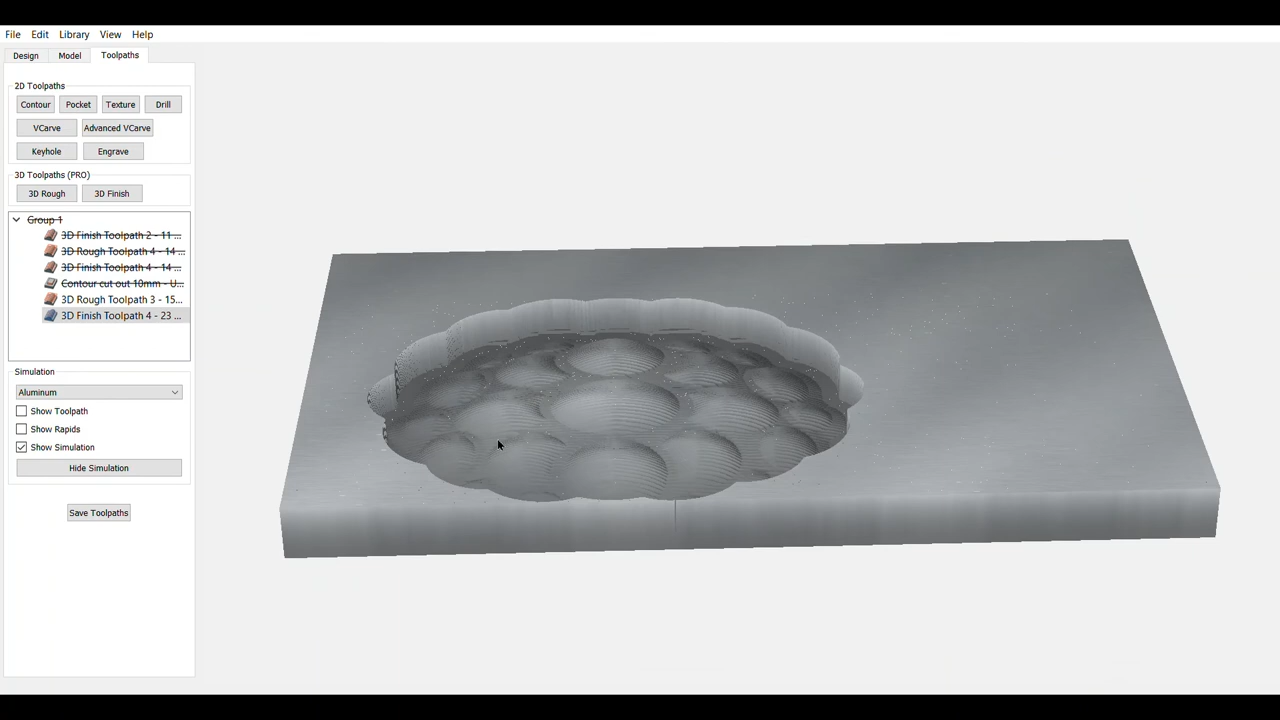 File Edit Library View Help
Design Model Toolpaths
2D Toolpaths
Contour Pocket Texture Drill
VCarve Advanced VCarve
Keyhole Engrave
3D Toolpaths (PRO)
3D Rough 3D Finish
Group 1
3D Finish Toolpath 2 - 11 ...
3D Rough Toolpath 4 - 14 ...
3D Finish Toolpath 4 - 14 ...
Contour cut out 10mm - U...
3D Rough Toolpath 3 - 15...
3D Finish Toolpath 4 - 23 ...
Simulation
Aluminum
Show Toolpath
Show Rapids
Show Simulation
Hide Simulation
Save Toolpaths